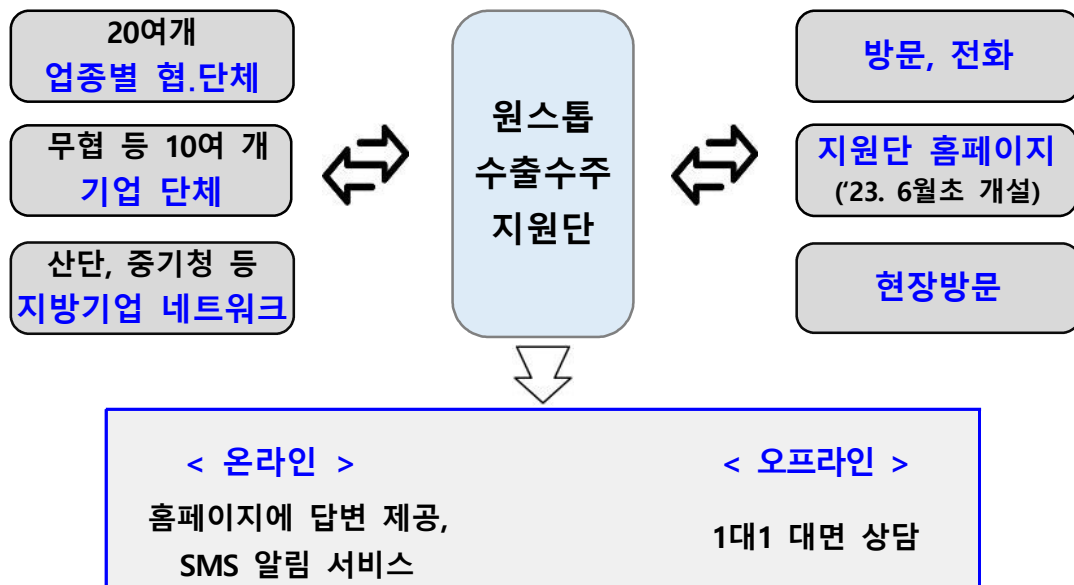 20여개
업종별 협.단체
무협 등 10여 개
기업 단체
산단, 중기청 등
지방기업 네트워크
원스톱
수출수주
지원단
방문, 전화
지원단 홈페이지
(‘23. 6월초 개설)
현장방문
< 온라인 >
홈페이지에 답변 제공,
SMS 알림 서비스
< 오프라인 >
1대1 대면 상담